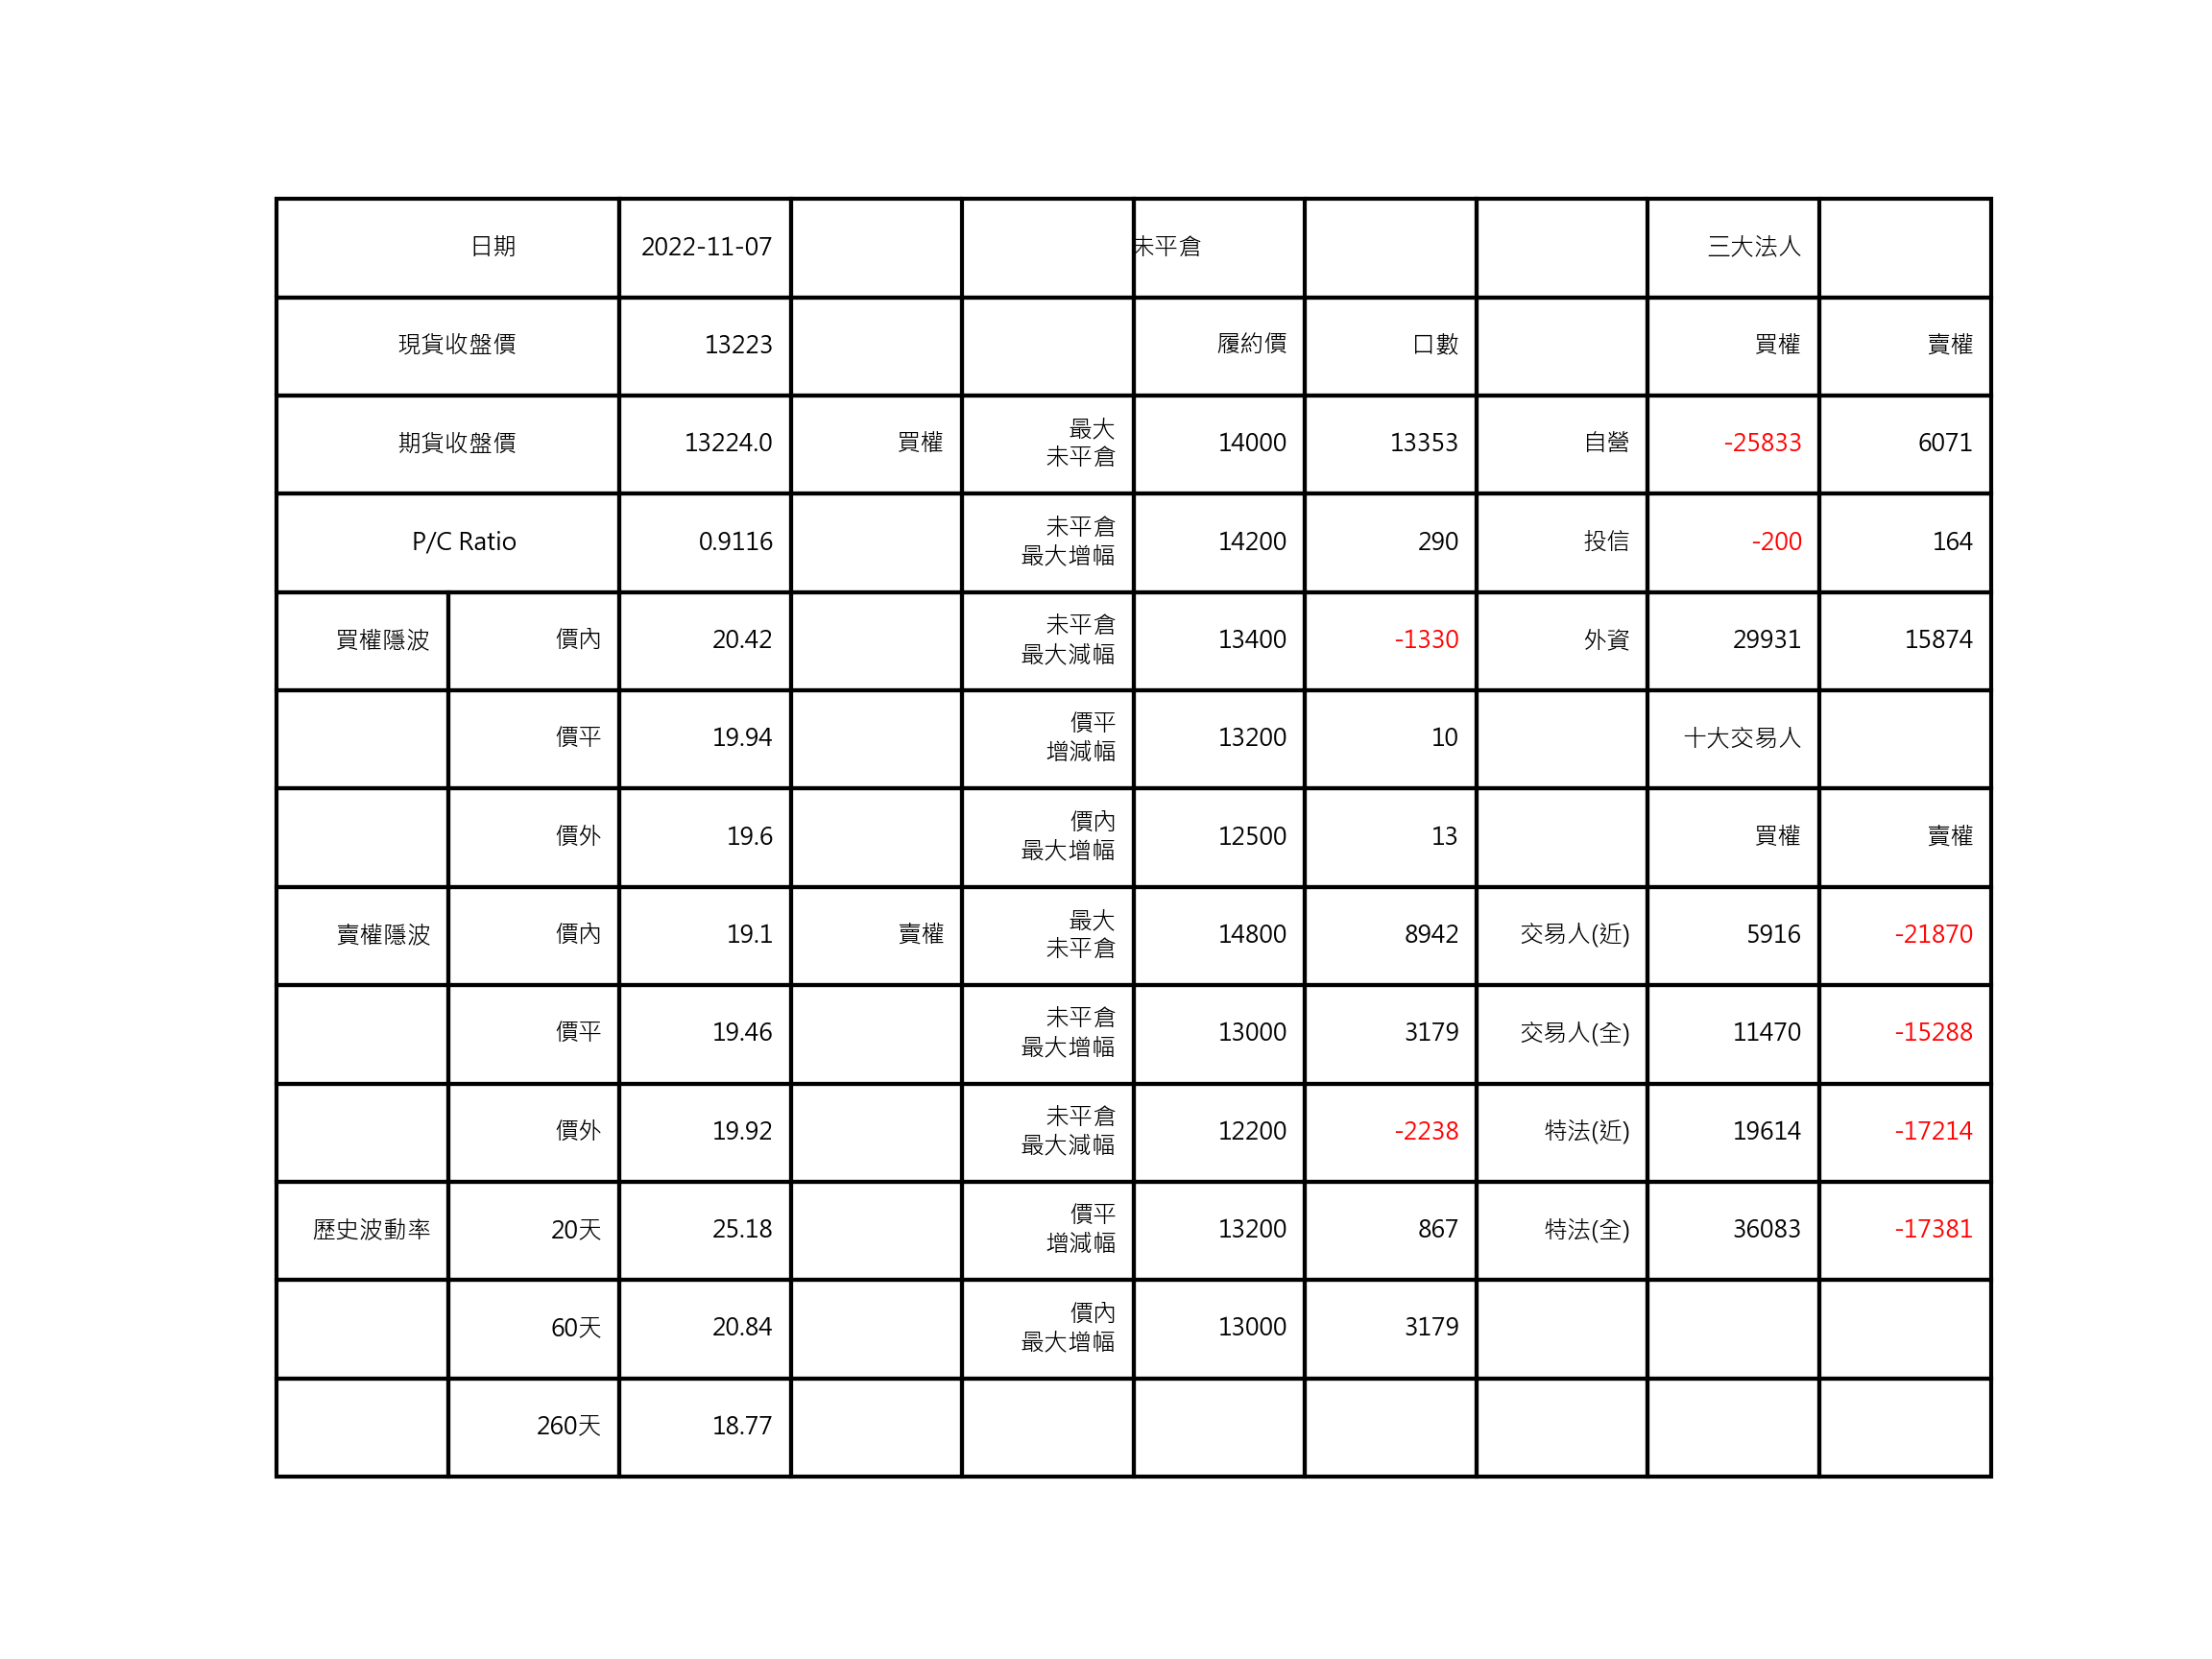 日期 2022-11-07 未平倉 三大法人
現貨收盤價 13223 履約價 口數 買權 賣權
期貨收盤價 13224.0 買權 最大 未平倉 14000 13353 自營 -25833 6071
P/C Ratio 0.9116 未平倉 最大增幅 14200 290 投信 -200 164
買權隱波 價內 20.42 未平倉 最大減幅 13400 -1330 外資 29931 15874
價平 19.94 價平 增減幅 13200 10 十大交易人
價外 19.6 價內 最大增幅 12500 13 買權 賣權
賣權隱波 價內 19.1 賣權 最大 未平倉 14800 8942 交易人(近) 5916 -21870
價平 19.46 未平倉 最大增幅 13000 3179 交易人(全) 11470 -15288
價外 19.92 未平倉 最大減幅 12200 -2238 特法(近) 19614 -17214
歷史波動率 20天 25.18 價平 增減幅 13200 867 特法(全) 36083 -17381
60天 20.84 價內 最大增幅 13000 3179
260天 18.77